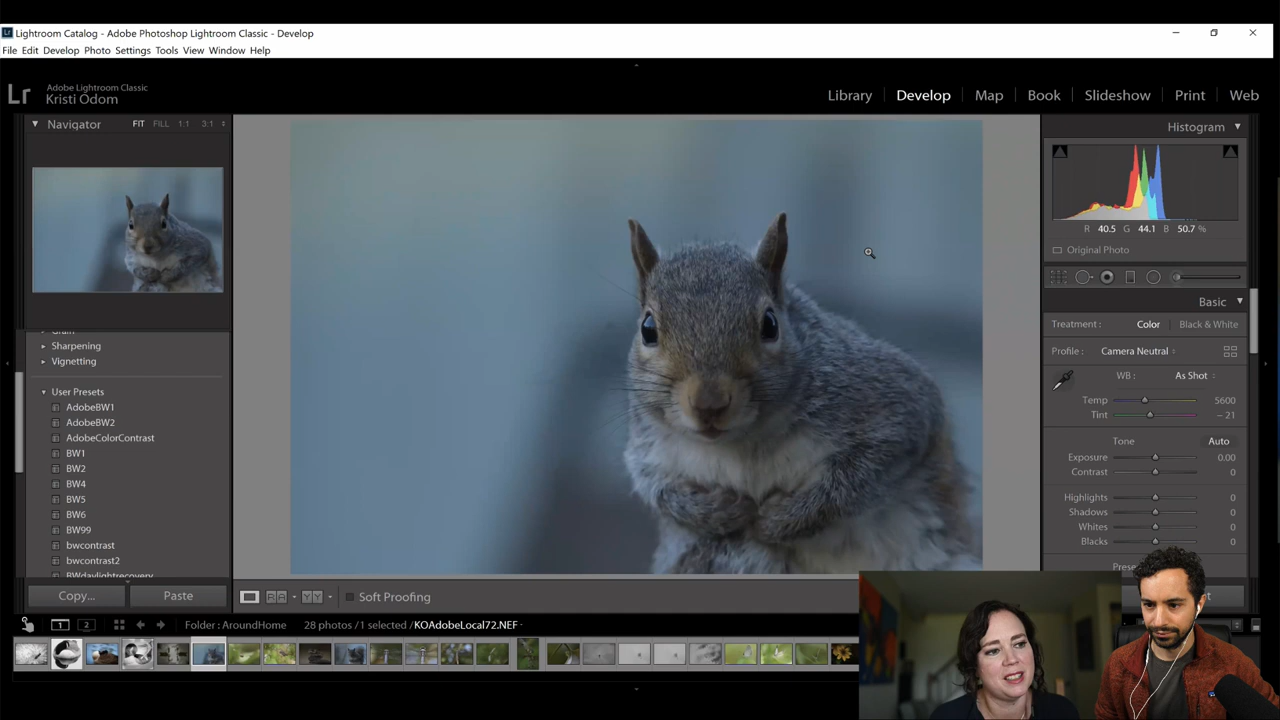 Lightroom Catalog - Adobe Photoshop Lightroom Classic - Develop
File Edit Develop Photo Settings Tools View Window Help
Lr
Adobe Lightroom Classic
Kristi Odom
Library Develop Map Book Slideshow Print Web
Navigator FIT FILL 1:1 3:1
Histogram
R 40.5 G 44.1 B 50.7 %
Original Photo
Basic
Treatment : Color Black & White
Profile : Camera Neutral
WB : As Shot
Temp 5600
Tint – 21
Tone Auto
Exposure 0.00
Contrast 0
Highlights 0
Shadows 0
Whites 0
Blacks 0
Sharpening
Vignetting
User Presets
AdobeBW1
AdobeBW2
AdobeColorContrast
BW1
BW2
BW4
BW5
BW6
BW99
bwcontrast
bwcontrast2
BWdaylightrecovery
Copy... Paste
Soft Proofing
1 2 Folder : AroundHome 28 photos / 1 selected / KOAdobeLocal72.NEF